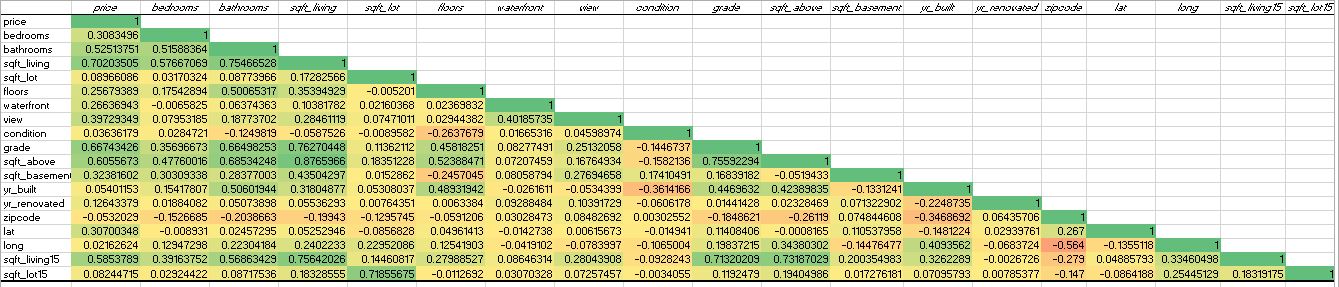 price bedrooms bathrooms sqft_living sqft_lot floors waterfront view condition grade sqft_above sqft_basement yr_built yr_renovated zipcode lat long sqft_living15 sqft_lot15
price 1
bedrooms 0.3083496 1
bathrooms 0.52513751 0.51588364 1
sqft_living 0.70203505 0.57667069 0.75466528 1
sqft_lot 0.08966086 0.03170324 0.08773966 0.17282566 1
floors 0.25679389 0.17542894 0.50065317 0.35394929 -0.005201 1
waterfront 0.26636943 -0.0065825 0.06374363 0.10381782 0.02160368 0.02369832 1
view 0.39729349 0.07953185 0.18773702 0.28461119 0.07471011 0.02944382 0.40185735 1
condition 0.03636179 0.0284721 -0.1249819 -0.0587526 -0.0089582 -0.2637679 0.01665316 0.04598974 1
grade 0.66743426 0.35696673 0.66498253 0.76270448 0.11362112 0.45818251 0.08277491 0.25132058 -0.1446737 1
sqft_above 0.6055673 0.47760016 0.68534248 0.8765966 0.18351228 0.52388471 0.07207459 0.16764934 -0.1582136 0.75592294 1
sqft_basemen 0.32381602 0.30309338 0.28377003 0.43504297 0.0152862 -0.2457045 0.08058794 0.27694658 0.17410491 0.16839182 -0.0519433 1
yr_built 0.05401153 0.15417807 0.50601944 0.31804877 0.05308037 0.48931942 -0.0261611 -0.0534399 -0.3614166 0.4469632 0.42389835 -0.1331241 1
yr_renovated 0.12643379 0.01884082 0.05073898 0.05536293 0.00764351 0.0063384 0.09288484 0.10391729 -0.0606178 0.01441428 0.02328469 0.071322902 -0.2248735 1
zipcode -0.0532029 -0.1526685 -0.2038663 -0.19943 -0.1295745 -0.0591206 0.03028473 0.08482692 0.00302552 -0.1848621 -0.26119 0.074844608 -0.3468692 0.06435706 1
lat 0.30700348 -0.008931 0.02457295 0.05252946 -0.0856828 0.04961413 -0.0142738 0.00615673 -0.014941 0.11408406 -0.0008165 0.110537958 -0.1481224 0.02939761 0.267 1
long 0.02162624 0.12947298 0.22304184 0.2402233 0.22952086 0.12541903 -0.0419102 -0.0783997 -0.1065004 0.19837215 0.34380302 -0.14476477 0.4093562 -0.0683724 -0.564 -0.1355118 1
sqft_living15 0.5853789 0.39163752 0.56863429 0.75642026 0.14460817 0.27988527 0.08646314 0.28043908 -0.0928243 0.71320209 0.73187029 0.200354983 0.3262289 -0.0026726 -0.279 0.04885793 0.33460498 1
sqft_lot15 0.08244715 0.02924422 0.08717536 0.18328555 0.71855675 -0.0112692 0.03070328 0.07257457 -0.0034055 0.1192479 0.19404986 0.017276181 0.07095793 0.00785377 -0.147 -0.0864188 0.25445129 0.18319175 1